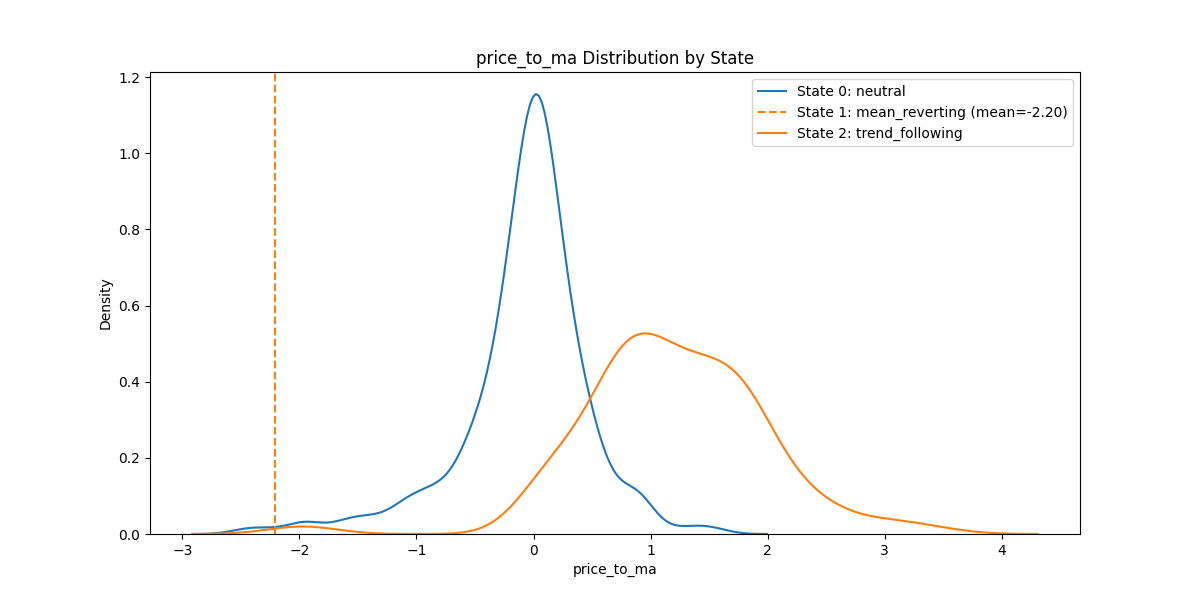 price_to_ma Distribution by State
State 0: neutral
State 1: mean_reverting (mean=-2.20)
State 2: trend_following
Density
1.2
1.0
0.8
0.6
0.4
0.2
0.0
−3 −2 −1 0 1 2 3 4
price_to_ma